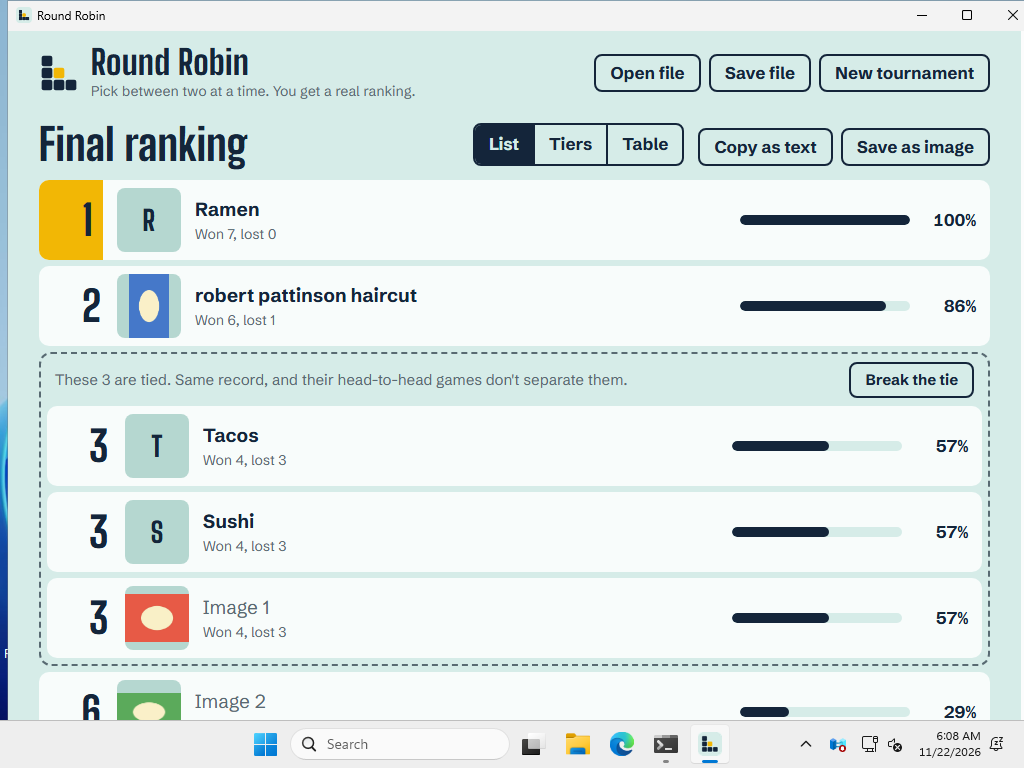 Round Robin
Round Robin
Pick between two at a time. You get a real ranking.
Open file
Save file
New tournament
Final ranking
List
Tiers
Table
Copy as text
Save as image
1
R
Ramen
Won 7, lost 0
100%
2
robert pattinson haircut
Won 6, lost 1
86%
These 3 are tied. Same record, and their head-to-head games don't separate them.
Break the tie
3
T
Tacos
Won 4, lost 3
57%
3
S
Sushi
Won 4, lost 3
57%
3
Image 1
Won 4, lost 3
57%
6
Image 2
29%
Search
6:08 AM
11/22/2026